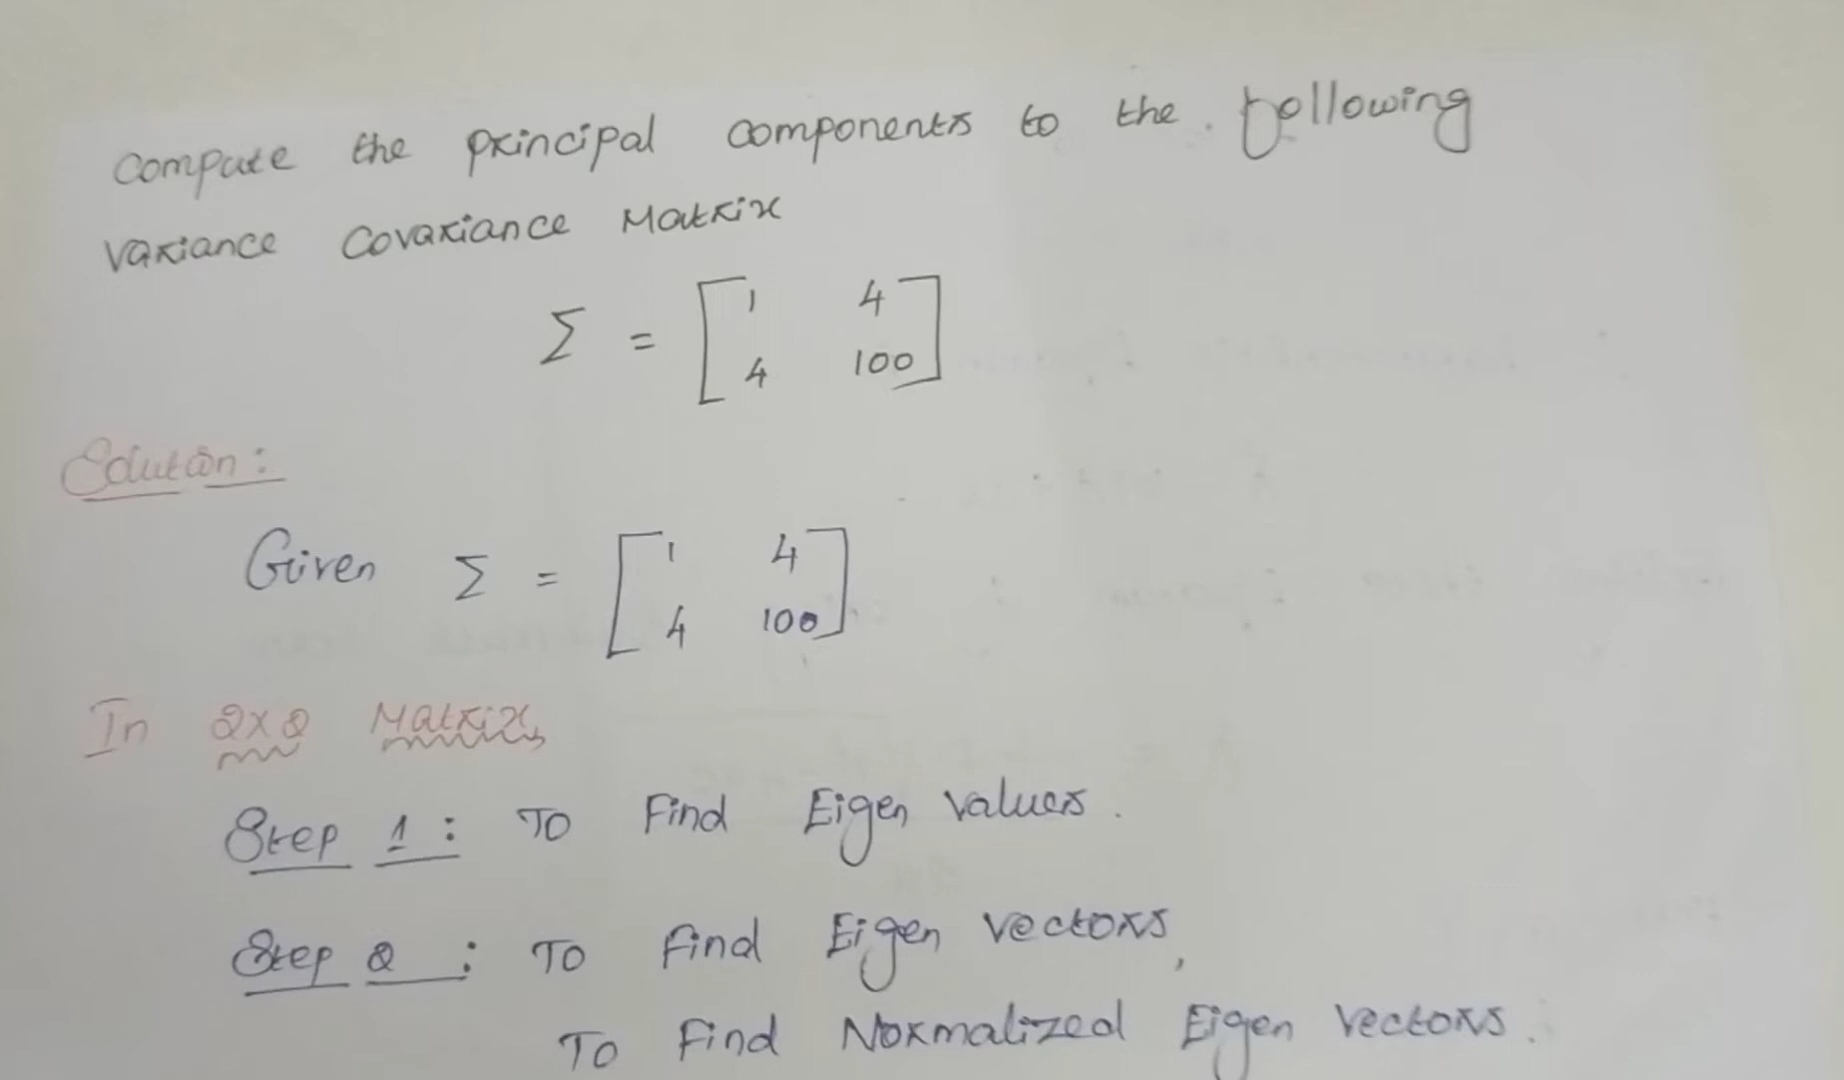 Compute the principal components to the following
variance covariance Matrix
Σ = [1 4
4 100]
Solution:
Given Σ = [1 4
4 100]
In 2x2 Matrix,
Step 1: To Find Eigen values.
Step 2: To Find Eigen vectors,
To Find Normalized Eigen vectors.